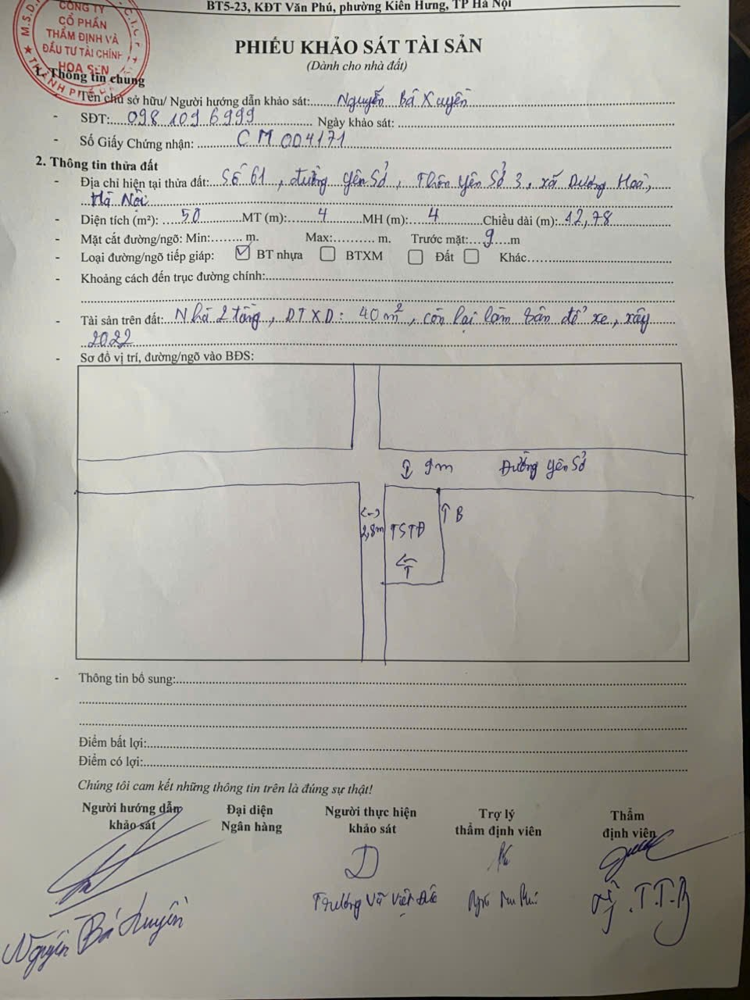 BT5-23, KĐT Văn Phú, phường Kiến Hưng, TP Hà Nội
CÔNG TY
CỔ PHẦN
THẨM ĐỊNH VÀ
ĐẦU TƯ TÀI CHÍNH
HOA SEN
PHIẾU KHẢO SÁT TÀI SẢN
(Dành cho nhà đất)
1. Thông tin chung
Tên chủ sở hữu/ Người hướng dẫn khảo sát: Nguyễn Bá Xuyên
- SĐT: 098 109 6999 Ngày khảo sát:
- Số Giấy Chứng nhận: CM 004171
2. Thông tin thửa đất
- Địa chỉ hiện tại thửa đất: Số 61, đường Yên Sở, Thôn Yên Sở 3, xã Dương Hoà,
Hà Nội
- Diện tích (m²): 50 MT (m): 4 MH (m): 4 Chiều dài (m): 12,78
- Mặt cắt đường/ngõ: Min:........ m. Max:.......... m. Trước mặt: 9 m
- Loại đường/ngõ tiếp giáp: ☑ BT nhựa ☐ BTXM ☐ Đất ☐ Khác
- Khoảng cách đến trục đường chính:
- Tài sản trên đất: Nhà 2 tầng, DTXD: 40 m², còn lại làm sân đổ xe, xây
2022
- Sơ đồ vị trí, đường/ngõ vào BĐS:
9m Đường Yên Sở
2,8m TSTĐ ↑ B
- Thông tin bổ sung:
Điểm bất lợi:
Điểm có lợi:
Chúng tôi cam kết những thông tin trên là đúng sự thật!
Người hướng dẫn khảo sát
Đại diện Ngân hàng
Người thực hiện khảo sát
Trợ lý thẩm định viên
Thẩm định viên
Nguyễn Bá Xuyên
Trương Vũ Việt Đức